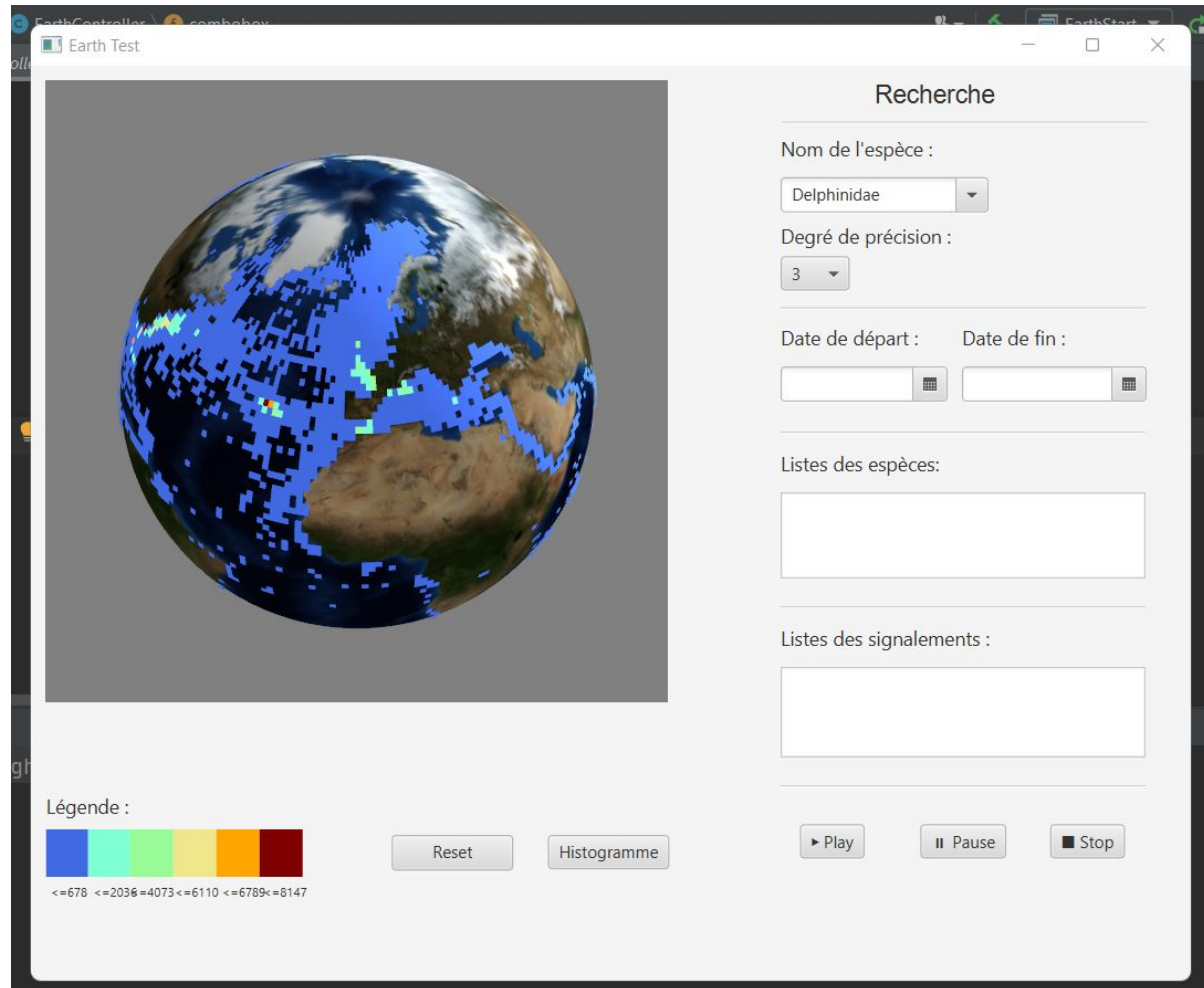 EarthController combobox EarthStart
Earth Test
Recherche
Nom de l'espèce :
Delphinidae
Degré de précision :
3
Date de départ : Date de fin :
Listes des espèces:
Listes des signalements :
Légende :
Reset Histogramme
▸ Play ⏸ Pause ■ Stop
<=678 <=2036 <=4073 <=6110 <=6789 <=8147